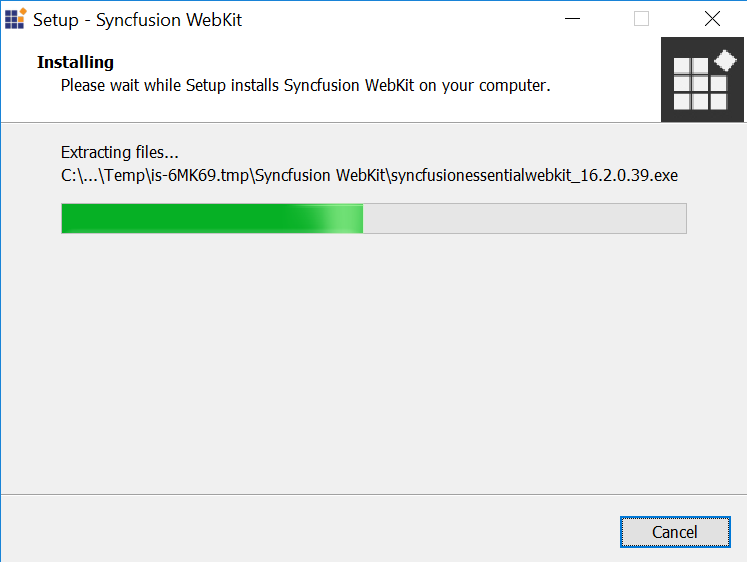 Setup - Syncfusion WebKit
Installing
Please wait while Setup installs Syncfusion WebKit on your computer.
Extracting files...
C:\...\Temp\is-6MK69.tmp\Syncfusion WebKit\syncfusionessentialwebkit_16.2.0.39.exe
Cancel